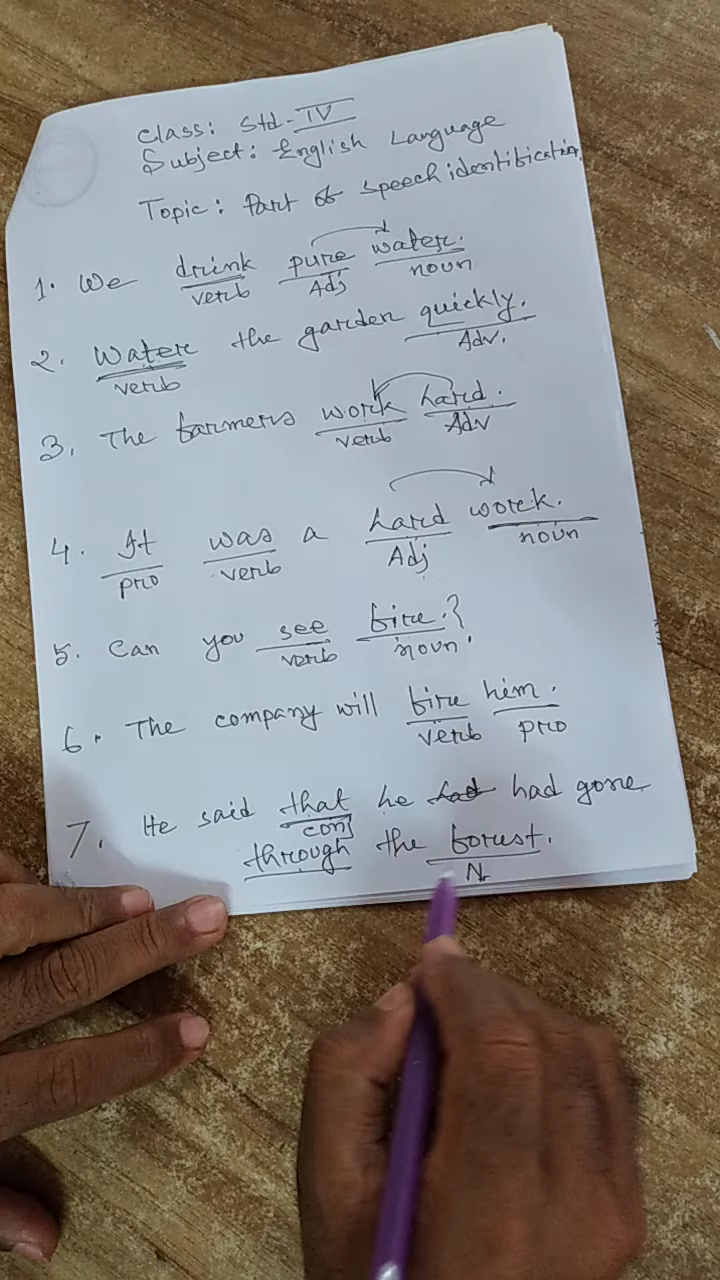 Class: Std-IV
Subject: English Language
Topic: Part of speech identification
1. We drink pure water.
verb Adj noun
2. Water the garden quickly.
verb Adv.
3. The farmers work hard.
verb Adv
4. It was a hard work.
pro verb Adj noun
5. Can you see fire?
verb noun.
6. The company will fire him.
verb pro
7. He said that he had had gone
conj
through the forest.
N